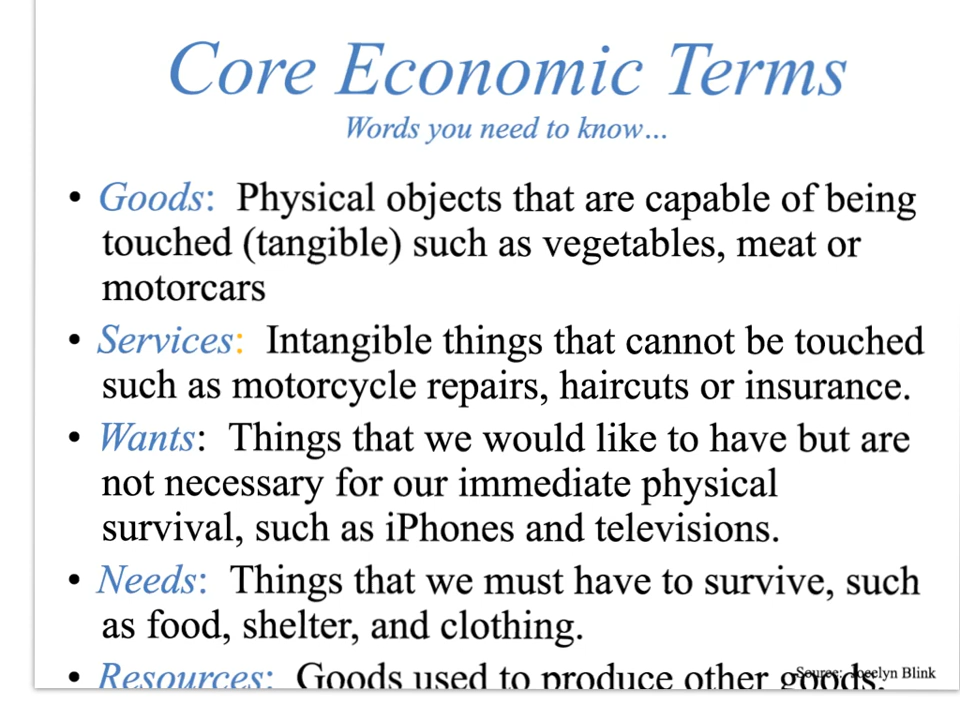 Core Economic Terms
Words you need to know…
• Goods: Physical objects that are capable of being
touched (tangible) such as vegetables, meat or
motorcars
• Services: Intangible things that cannot be touched
such as motorcycle repairs, haircuts or insurance.
• Wants: Things that we would like to have but are
not necessary for our immediate physical
survival, such as iPhones and televisions.
• Needs: Things that we must have to survive, such
as food, shelter, and clothing.
• Resources: Goods used to produce other goods.
Source: Jocelyn Blink